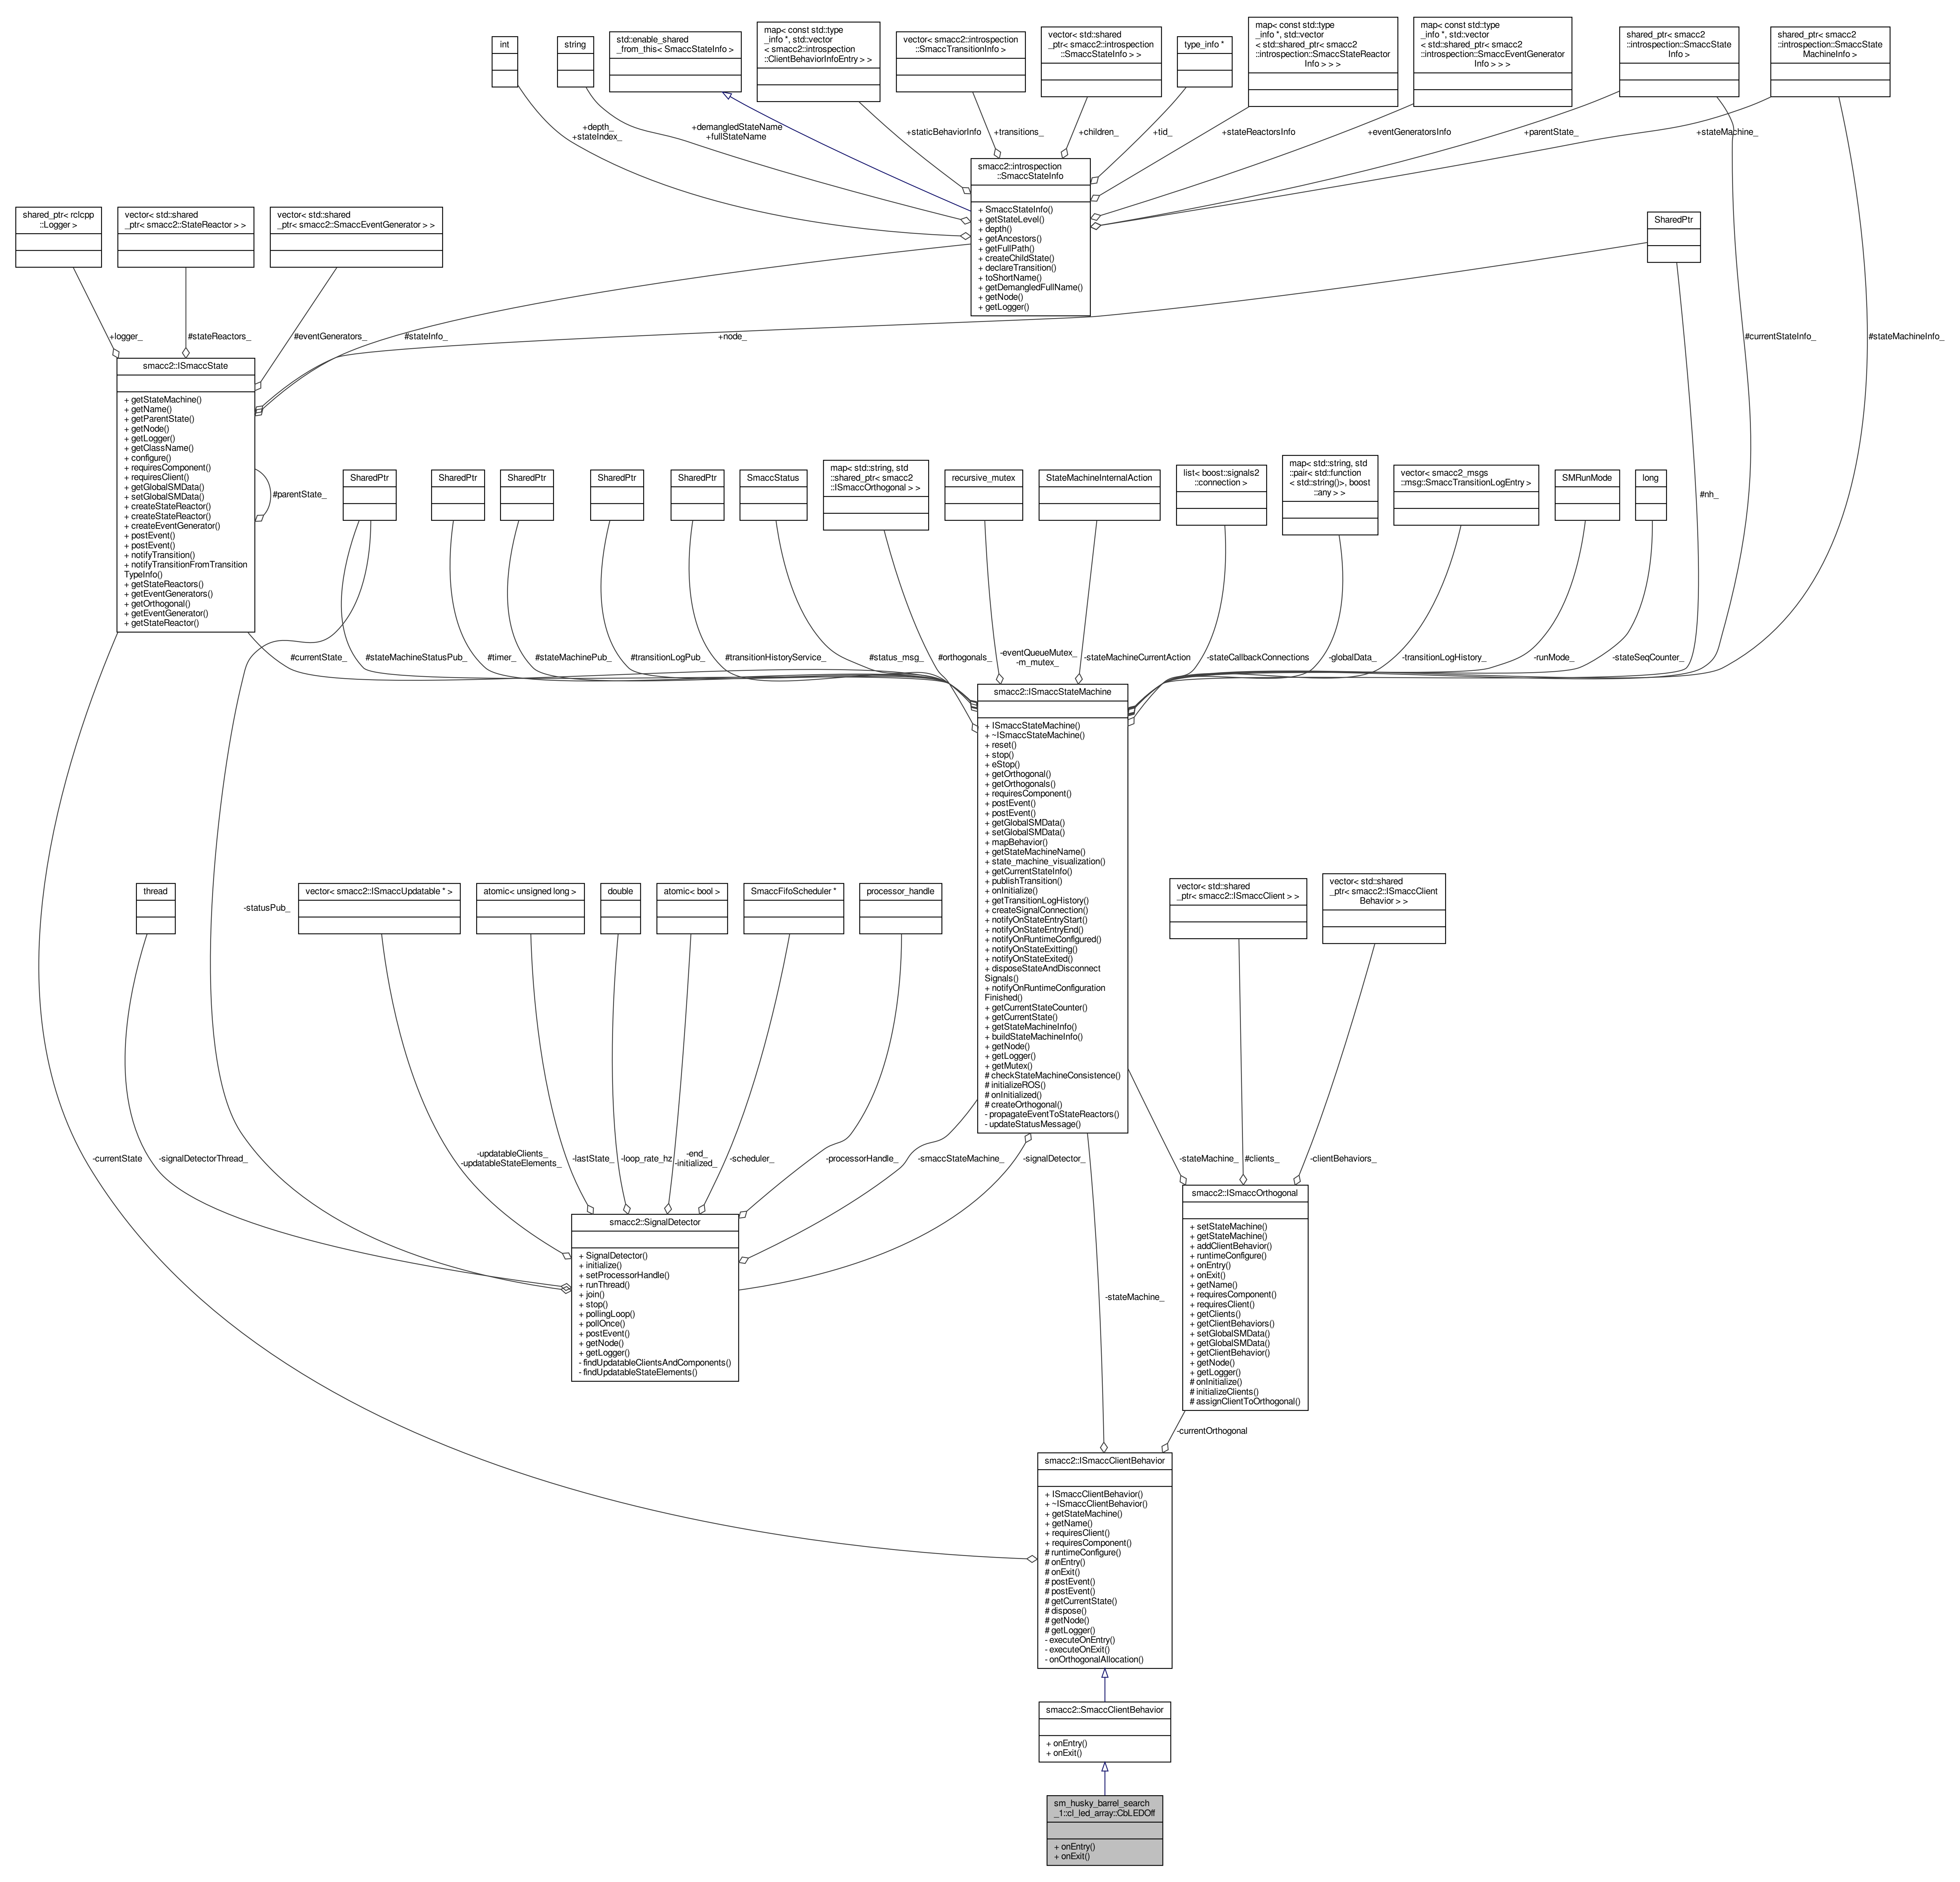 int
string
std::enable_shared
_from_this< SmaccStateInfo >
map< const std::type
_info *, std::vector
< smacc2::introspection
::ClientBehaviorInfoEntry > >
vector< smacc2::introspection
::SmaccTransitionInfo >
vector< std::shared
_ptr< smacc2::introspection
::SmaccStateInfo > >
type_info *
map< const std::type
_info *, std::vector
< std::shared_ptr< smacc2
::introspection::SmaccStateReactor
Info > > >
map< const std::type
_info *, std::vector
< std::shared_ptr< smacc2
::introspection::SmaccEventGenerator
Info > > >
shared_ptr< smacc2
::introspection::SmaccState
Info >
shared_ptr< smacc2
::introspection::SmaccState
MachineInfo >
+depth_
+stateIndex_
+demangledStateName
+fullStateName
+staticBehaviorInfo
+transitions_
+children_
+tid_
+stateReactorsInfo
+eventGeneratorsInfo
+parentState_
+stateMachine_
smacc2::introspection
::SmaccStateInfo
+ SmaccStateInfo()
+ getStateLevel()
+ depth()
+ getAncestors()
+ getFullPath()
+ createChildState()
+ declareTransition()
+ toShortName()
+ getDemangledFullName()
+ getNode()
+ getLogger()
shared_ptr< rclcpp
::Logger >
vector< std::shared
_ptr< smacc2::StateReactor > >
vector< std::shared
_ptr< smacc2::SmaccEventGenerator > >
SharedPtr
+logger_
#stateReactors_
#eventGenerators_
#stateInfo_
+node_
#currentStateInfo_
#stateMachineInfo_
smacc2::ISmaccState
+ getStateMachine()
+ getName()
+ getParentState()
+ getNode()
+ getLogger()
+ getClassName()
+ configure()
+ requiresComponent()
+ requiresClient()
+ getGlobalSMData()
+ setGlobalSMData()
+ createStateReactor()
+ createStateReactor()
+ createEventGenerator()
+ postEvent()
+ postEvent()
+ notifyTransition()
+ notifyTransitionFromTransition
TypeInfo()
+ getStateReactors()
+ getEventGenerators()
+ getOrthogonal()
+ getEventGenerator()
+ getStateReactor()
#parentState_
SharedPtr
SharedPtr
SharedPtr
SharedPtr
SharedPtr
SmaccStatus
map< std::string, std
::shared_ptr< smacc2
::ISmaccOrthogonal > >
recursive_mutex
StateMachineInternalAction
list< boost::signals2
::connection >
map< std::string, std
::pair< std::function
< std::string()>, boost
::any > >
vector< smacc2_msgs
::msg::SmaccTransitionLogEntry >
SMRunMode
long
#nh_
#currentState_
#stateMachineStatusPub_
#timer_
#stateMachinePub_
#transitionLogPub_
#transitionHistoryService_
#status_msg_
#orthogonals_
-eventQueueMutex_
-m_mutex_
-stateMachineCurrentAction
-stateCallbackConnections
-globalData_
-transitionLogHistory_
-runMode_
-stateSeqCounter_
smacc2::ISmaccStateMachine
+ ISmaccStateMachine()
+ ~ISmaccStateMachine()
+ reset()
+ stop()
+ eStop()
+ getOrthogonal()
+ getOrthogonals()
+ requiresComponent()
+ postEvent()
+ postEvent()
+ getGlobalSMData()
+ setGlobalSMData()
+ mapBehavior()
+ getStateMachineName()
+ state_machine_visualization()
+ getCurrentStateInfo()
+ publishTransition()
+ onInitialize()
+ getTransitionLogHistory()
+ createSignalConnection()
+ notifyOnStateEntryStart()
+ notifyOnStateEntryEnd()
+ notifyOnRuntimeConfigured()
+ notifyOnStateExitting()
+ notifyOnStateExited()
+ disposeStateAndDisconnect
Signals()
+ notifyOnRuntimeConfiguration
Finished()
+ getCurrentStateCounter()
+ getCurrentState()
+ getStateMachineInfo()
+ buildStateMachineInfo()
+ getNode()
+ getLogger()
+ getMutex()
# checkStateMachineConsistence()
# initializeROS()
# onInitialized()
# createOrthogonal()
- propagateEventToStateReactors()
- updateStatusMessage()
thread
-statusPub_
vector< smacc2::ISmaccUpdatable * >
atomic< unsigned long >
double
atomic< bool >
SmaccFifoScheduler *
processor_handle
vector< std::shared
_ptr< smacc2::ISmaccClient > >
vector< std::shared
_ptr< smacc2::ISmaccClient
Behavior > >
-currentState
-signalDetectorThread_
-updatableClients_
-updatableStateElements_
-lastState_
-loop_rate_hz
-end_
-initialized_
-scheduler_
-processorHandle_
-smaccStateMachine_
-signalDetector_
-stateMachine_
#clients_
-clientBehaviors_
smacc2::SignalDetector
+ SignalDetector()
+ initialize()
+ setProcessorHandle()
+ runThread()
+ join()
+ stop()
+ pollingLoop()
+ pollOnce()
+ postEvent()
+ getNode()
+ getLogger()
- findUpdatableClientsAndComponents()
- findUpdatableStateElements()
smacc2::ISmaccOrthogonal
+ setStateMachine()
+ getStateMachine()
+ addClientBehavior()
+ runtimeConfigure()
+ onEntry()
+ onExit()
+ getName()
+ requiresComponent()
+ requiresClient()
+ getClients()
+ getClientBehaviors()
+ setGlobalSMData()
+ getGlobalSMData()
+ getClientBehavior()
+ getNode()
+ getLogger()
# onInitialize()
# initializeClients()
# assignClientToOrthogonal()
-stateMachine_
-currentOrthogonal
smacc2::ISmaccClientBehavior
+ ISmaccClientBehavior()
+ ~ISmaccClientBehavior()
+ getStateMachine()
+ getName()
+ requiresClient()
+ requiresComponent()
# runtimeConfigure()
# onEntry()
# onExit()
# postEvent()
# postEvent()
# getCurrentState()
# dispose()
# getNode()
# getLogger()
- executeOnEntry()
- executeOnExit()
- onOrthogonalAllocation()
smacc2::SmaccClientBehavior
+ onEntry()
+ onExit()
sm_husky_barrel_search
_1::cl_led_array::CbLEDOff
+ onEntry()
+ onExit()